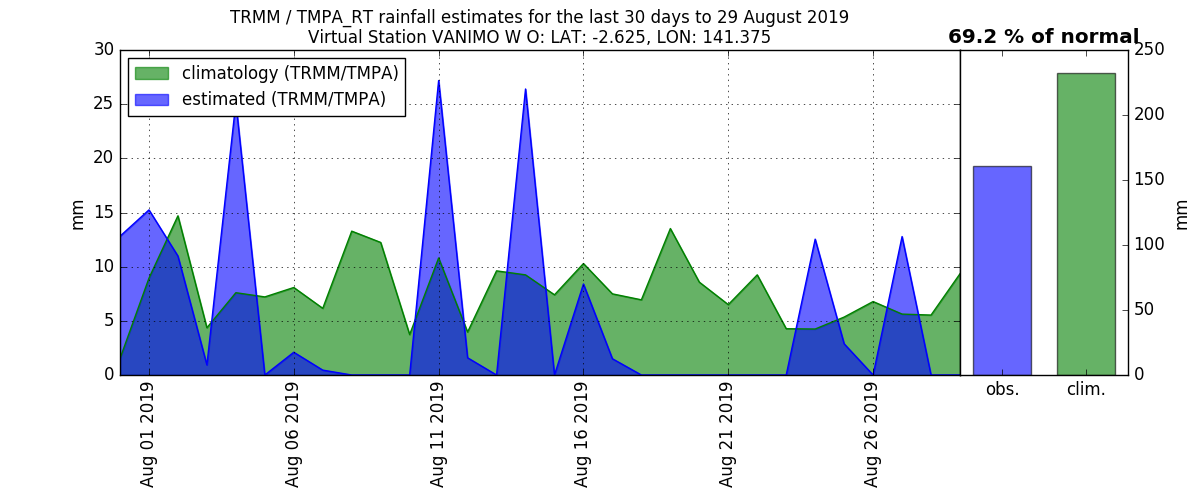 TRMM / TMPA_RT rainfall estimates for the last 30 days to 29 August 2019
Virtual Station VANIMO W O: LAT: -2.625, LON: 141.375
69.2 % of normal
climatology (TRMM/TMPA)
estimated (TRMM/TMPA)
30
25
20
15
10
5
0
mm
Aug 01 2019
Aug 06 2019
Aug 11 2019
Aug 16 2019
Aug 21 2019
Aug 26 2019
obs.
clim.
250
200
150
100
50
0
mm